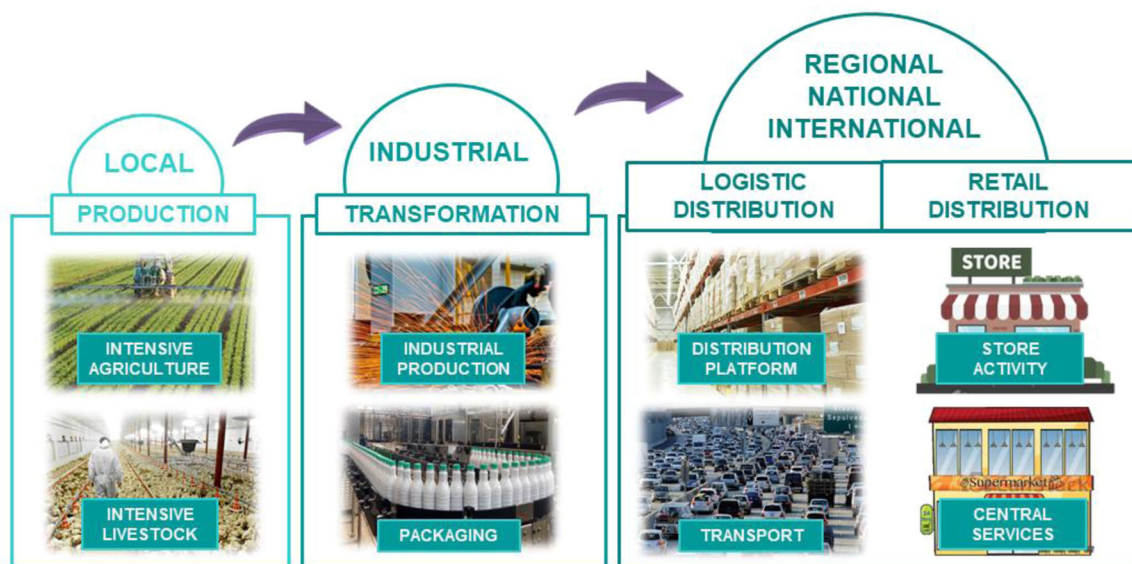 LOCAL
PRODUCTION
INTENSIVE
AGRICULTURE
INTENSIVE
LIVESTOCK
INDUSTRIAL
TRANSFORMATION
INDUSTRIAL
PRODUCTION
PACKAGING
REGIONAL
NATIONAL
INTERNATIONAL
LOGISTIC
DISTRIBUTION
DISTRIBUTION
PLATFORM
Sepulve
TRANSPORT
RETAIL
DISTRIBUTION
STORE
STORE
ACTIVITY
Supermarket
CENTRAL
SERVICES